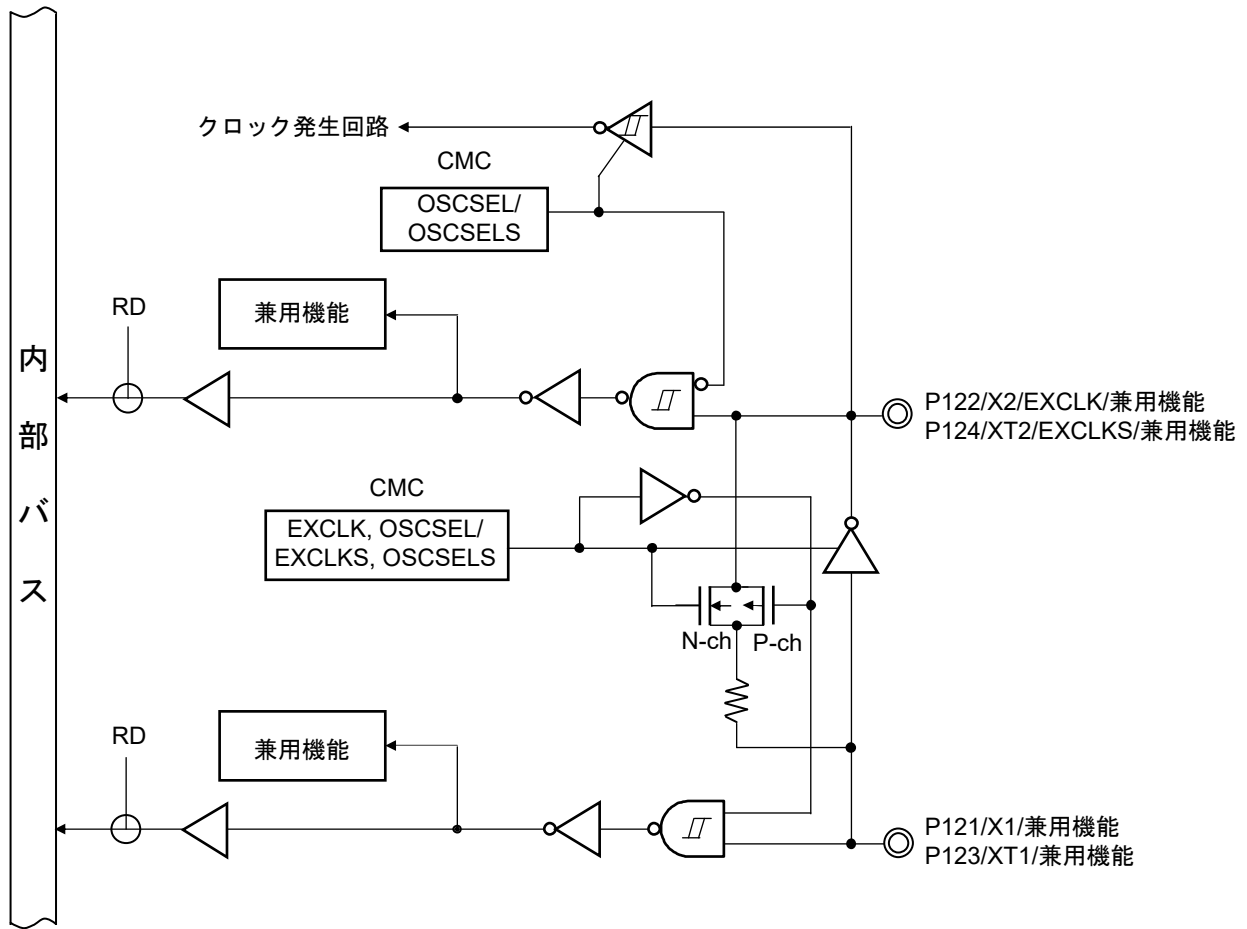 クロック発生回路
CMC
OSCSEL/
OSCSELS
RD
兼用機能
内部バス
P122/X2/EXCLK/兼用機能
P124/XT2/EXCLKS/兼用機能
CMC
EXCLK, OSCSEL/
EXCLKS, OSCSELS
N-ch
P-ch
RD
兼用機能
P121/X1/兼用機能
P123/XT1/兼用機能